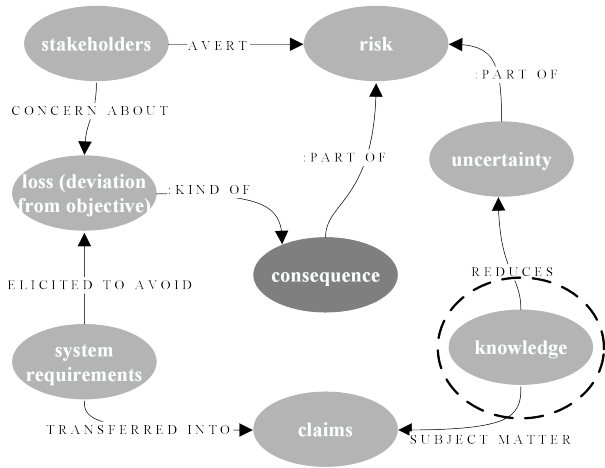 stakeholders
AVERT
risk
:PART OF
CONCERN ABOUT
:PART OF
uncertainty
loss (deviation
from objective)
:KIND OF
consequence
REDUCES
ELICITED TO AVOID
system
requirements
knowledge
TRANSFERRED INTO
claims
SUBJECT MATTER